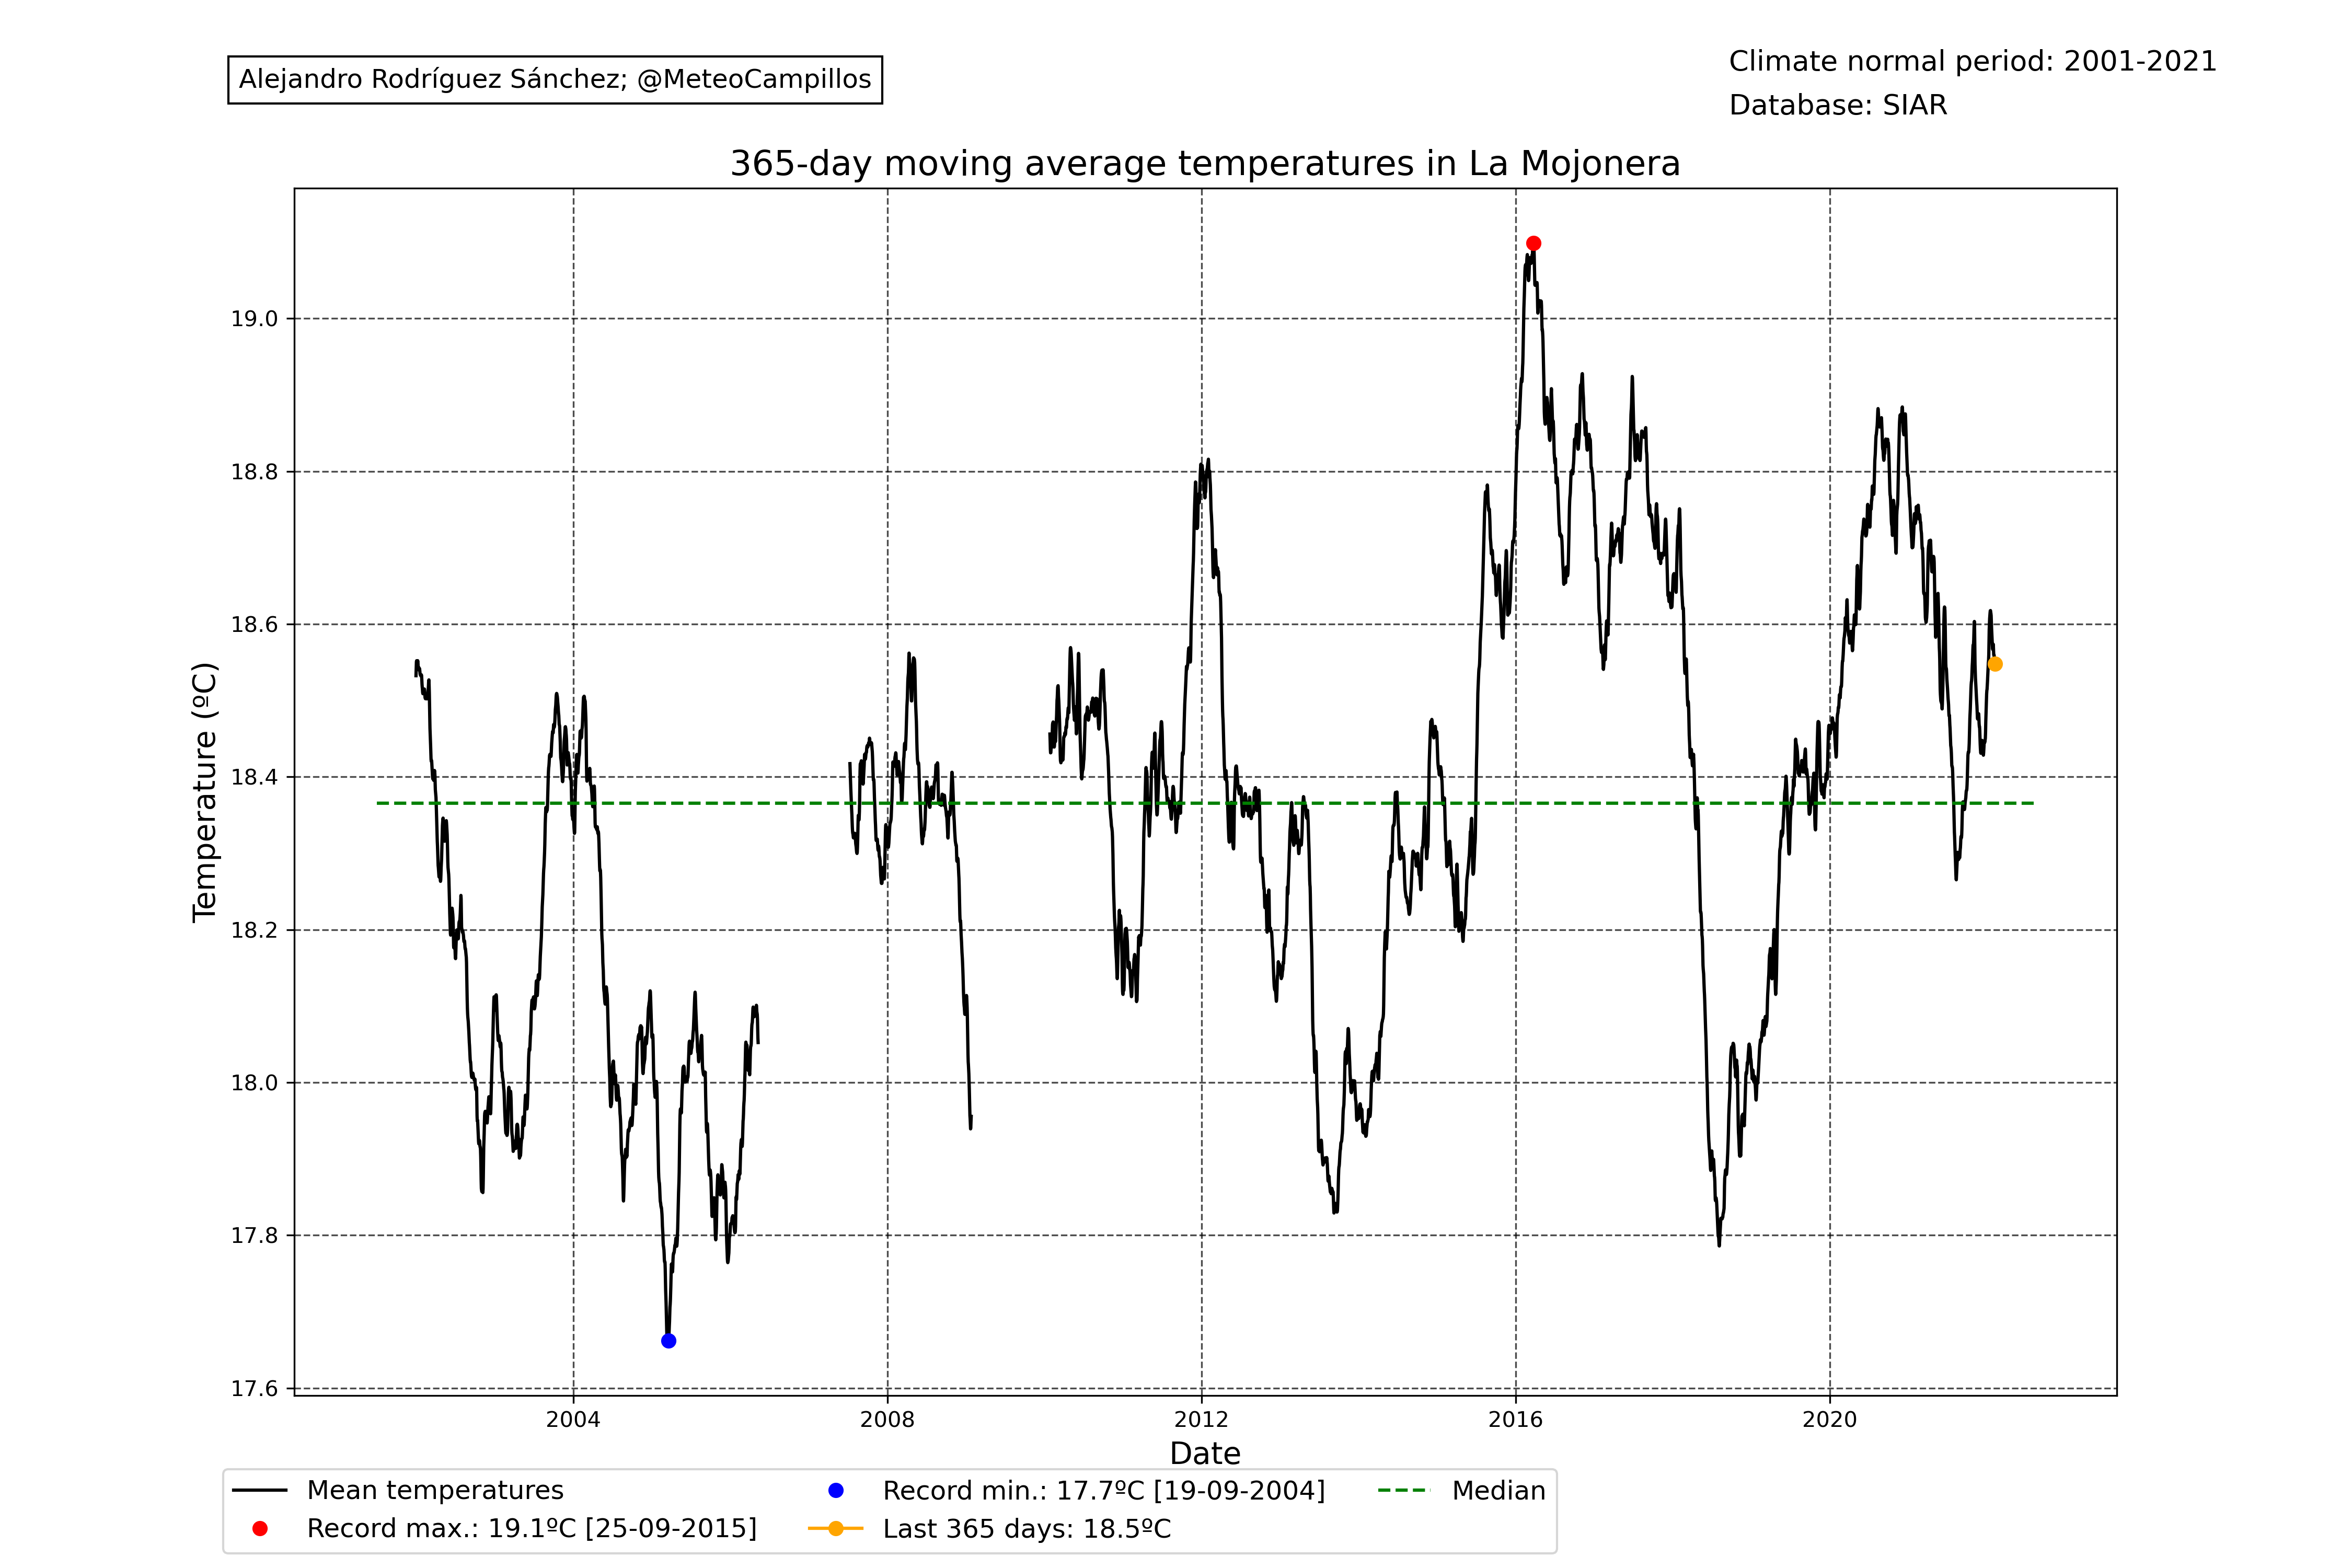 Alejandro Rodríguez Sánchez; @MeteoCampillos
Climate normal period: 2001-2021
Database: SIAR
365-day moving average temperatures in La Mojonera
Temperature (ºC)
19.0
18.8
18.6
18.4
18.2
18.0
17.8
17.6
2004
2008
2012
2016
2020
Date
Mean temperatures
Record max.: 19.1ºC [25-09-2015]
Record min.: 17.7ºC [19-09-2004]
Last 365 days: 18.5ºC
Median